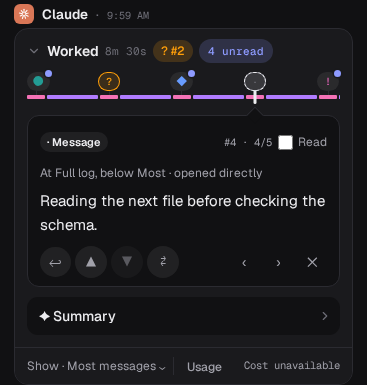 Claude · 9:59 AM
Worked 8m 30s ? #2 4 unread
? !
· Message #4 · 4/5 Read
At Full log, below Most · opened directly
Reading the next file before checking the
schema.
Summary
Show · Most messages Usage Cost unavailable